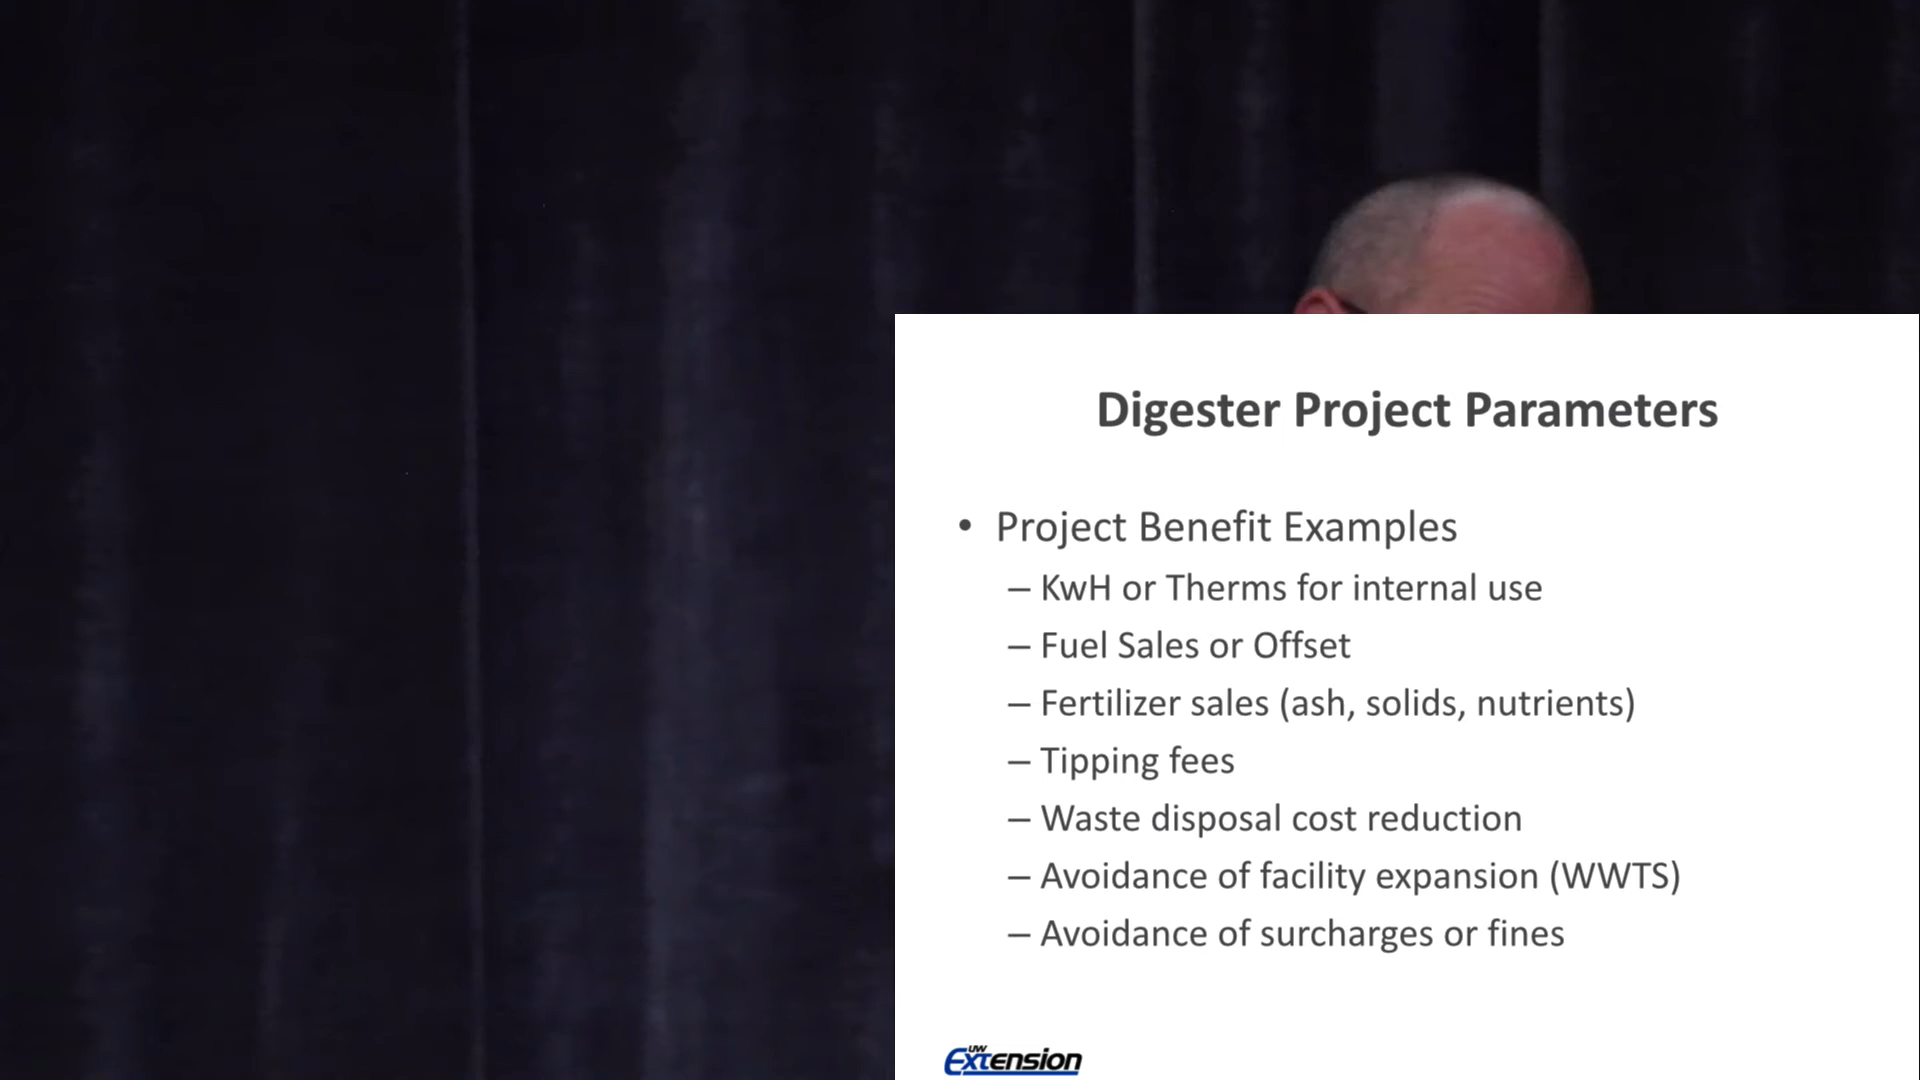 Digester Project Parameters
• Project Benefit Examples
– KwH or Therms for internal use
– Fuel Sales or Offset
– Fertilizer sales (ash, solids, nutrients)
– Tipping fees
– Waste disposal cost reduction
– Avoidance of facility expansion (WWTS)
– Avoidance of surcharges or fines
UW
Extension